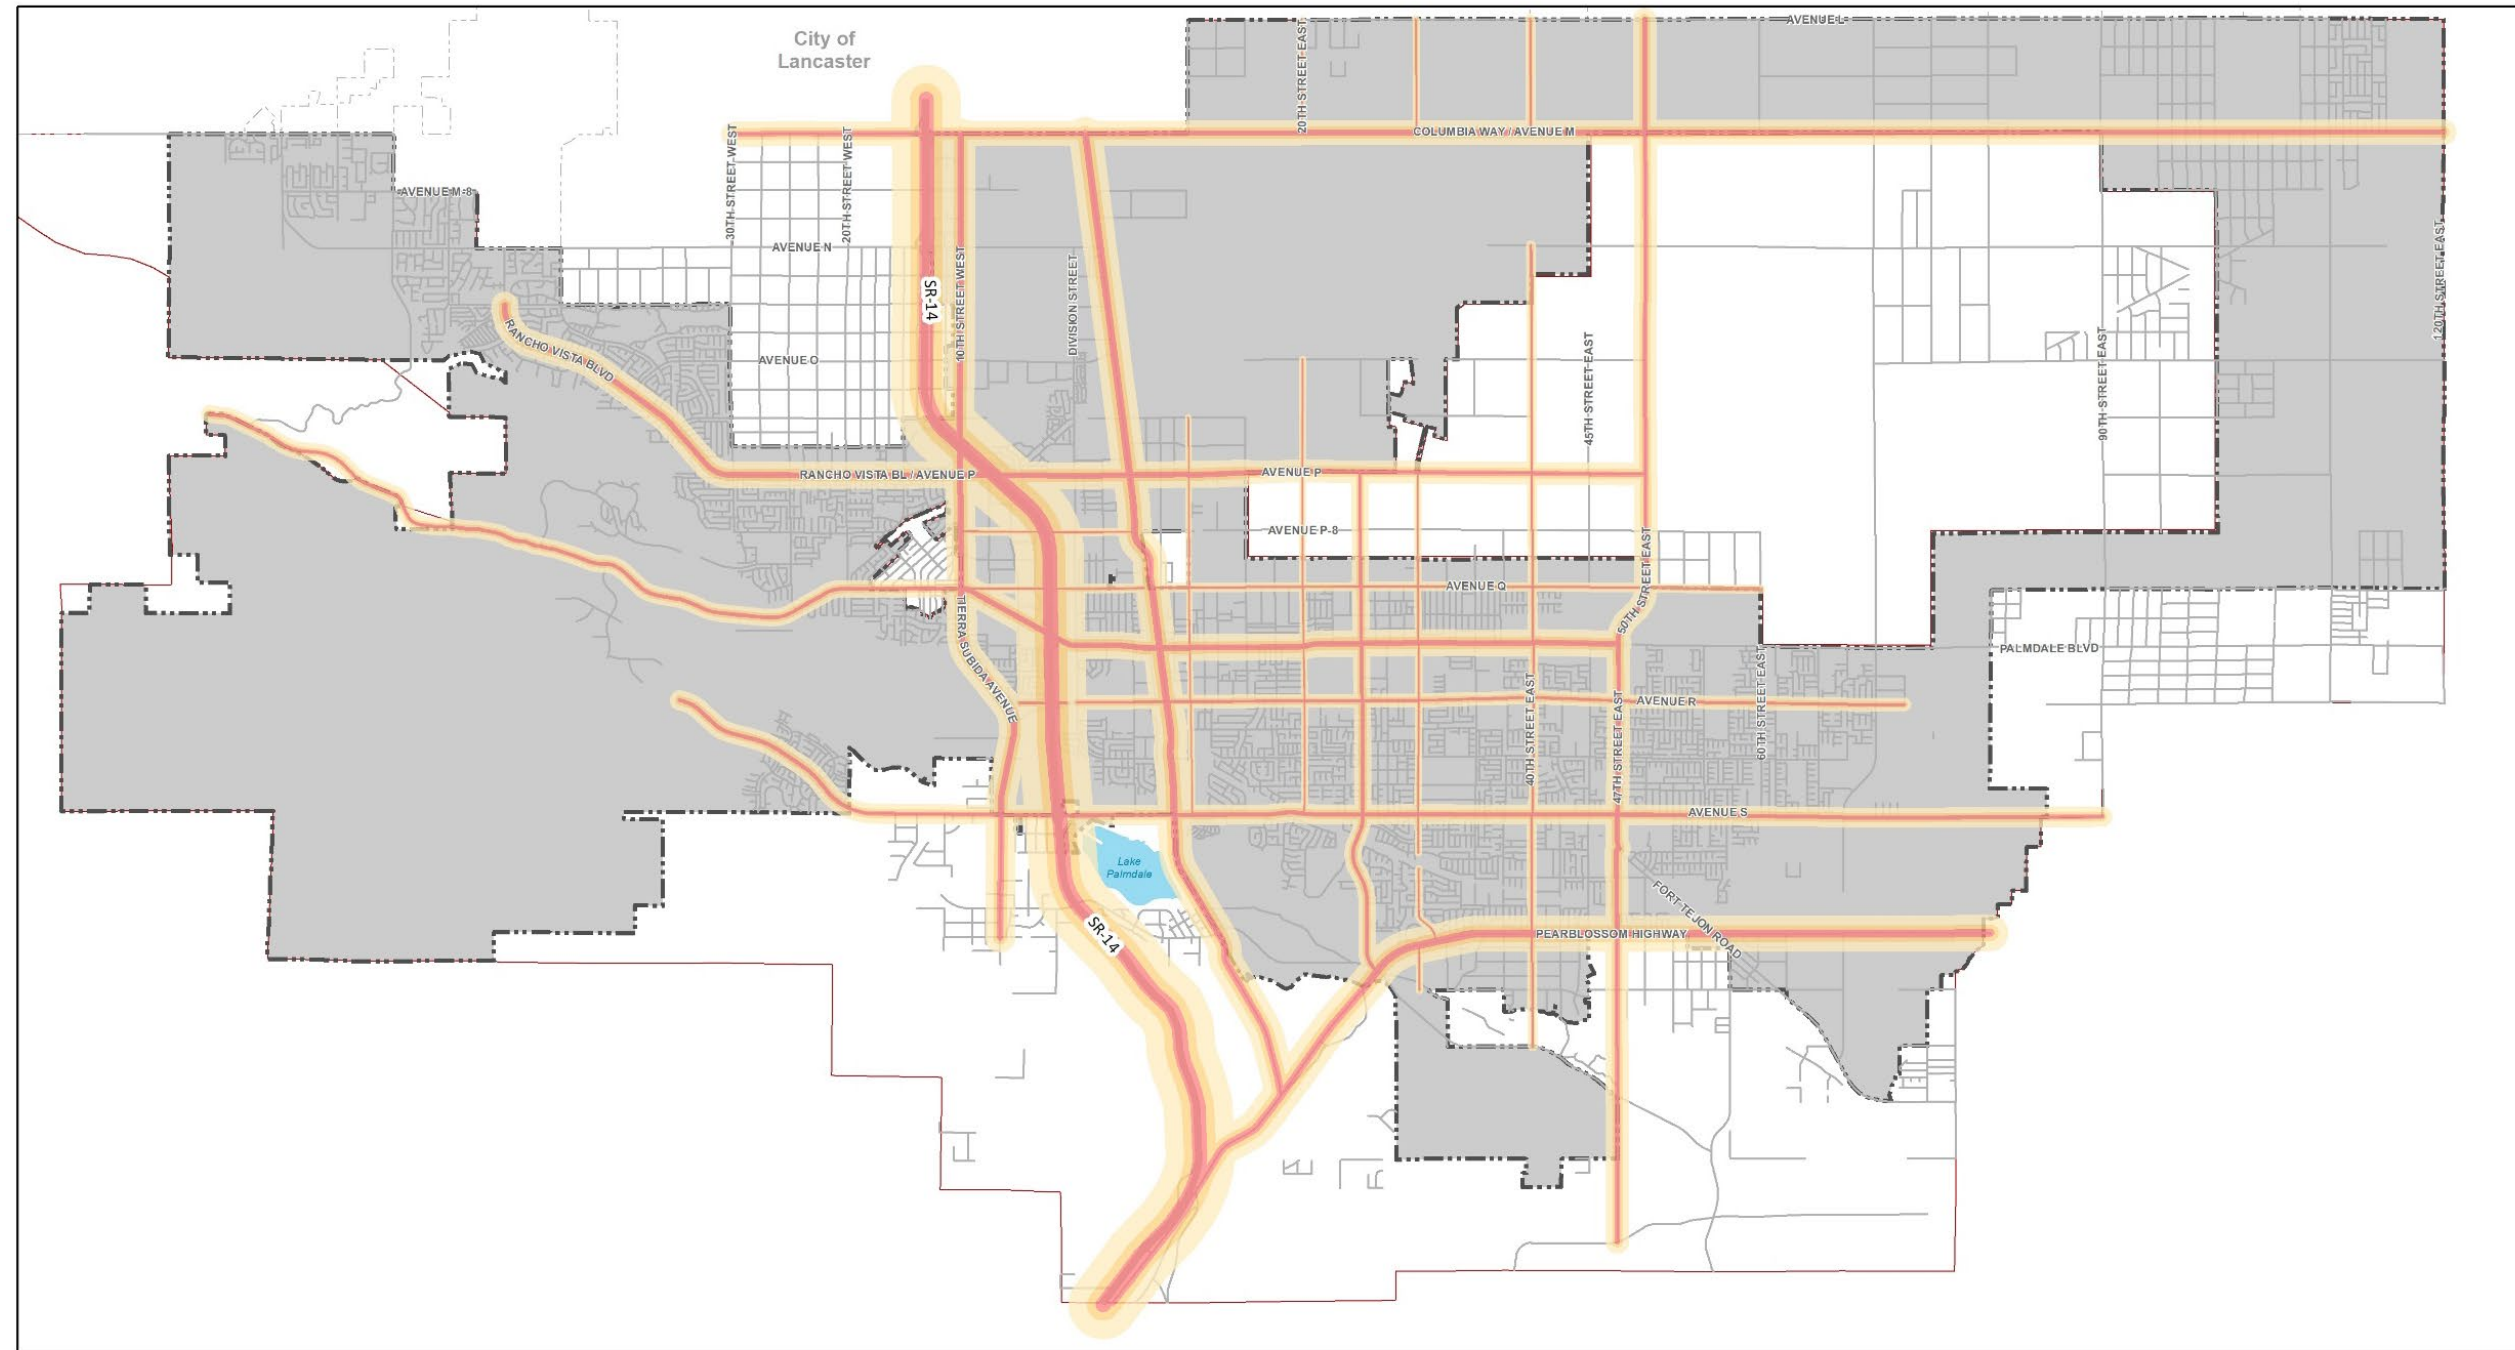 AVENUE L
City of
Lancaster
20TH STREET EAST
COLUMBIA WAY / AVENUE M
30TH STREET WEST
20TH STREET WEST
AVENUE M-8
AVENUE N
10TH STREET WEST
DIVISION STREET
SR-14
120TH STREET EAST
RANCHO VISTA BLVD
AVENUE O
45TH STREET EAST
90TH STREET EAST
RANCHO VISTA BL / AVENUE P
AVENUE P
AVENUE P-8
AVENUE Q
50TH STREET EAST
TIERRA SUBIDA AVENUE
PALMDALE BLVD
40TH STREET EAST
47TH STREET EAST
AVENUE R
60TH STREET EAST
AVENUE S
Lake
Palmdale
FORT TEJON ROAD
SR-14
PEARBLOSSOM HIGHWAY